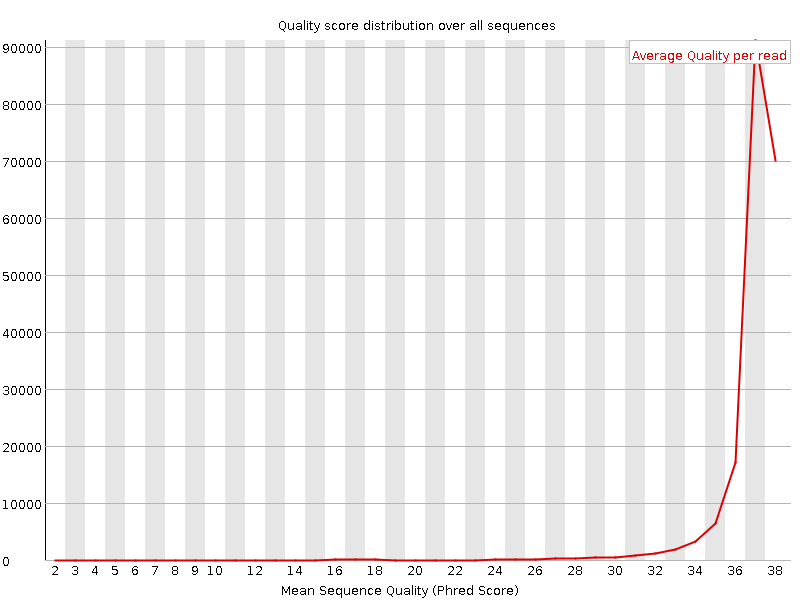 Quality score distribution over all sequences
Average Quality per read
90000
80000
70000
60000
50000
40000
30000
20000
10000
0
2 3 4 5 6 7 8 9 10 12 14 16 18 20 22 24 26 28 30 32 34 36 38
Mean Sequence Quality (Phred Score)